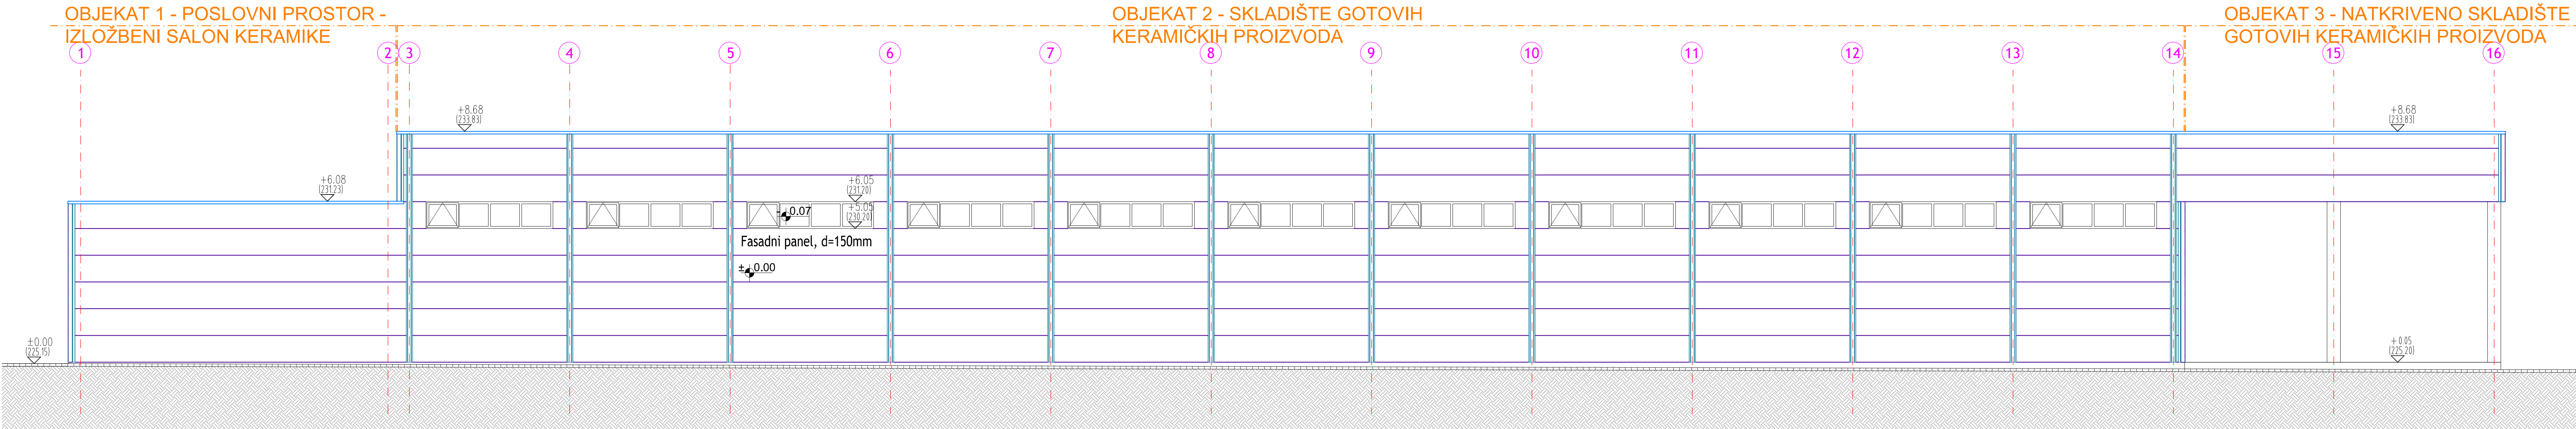 OBJEKAT 1 - POSLOVNI PROSTOR -
IZLOŽBENI SALON KERAMIKE
OBJEKAT 2 - SKLADIŠTE GOTOVIH
KERAMIČKIH PROIZVODA
OBJEKAT 3 - NATKRIVENO SKLADIŠTE
GOTOVIH KERAMIČKIH PROIZVODA
1 2 3 4 5 6 7 8 9 10 11 12 13 14 15 16
+8.68
(233.83)
+8.68
(233.83)
+6.08
(231.23)
+6.05
(231.20)
- 0.07
+5.05
(230.20)
Fasadni panel, d=150mm
± 0.00
±0.00
(225.15)
+0.05
(225.20)